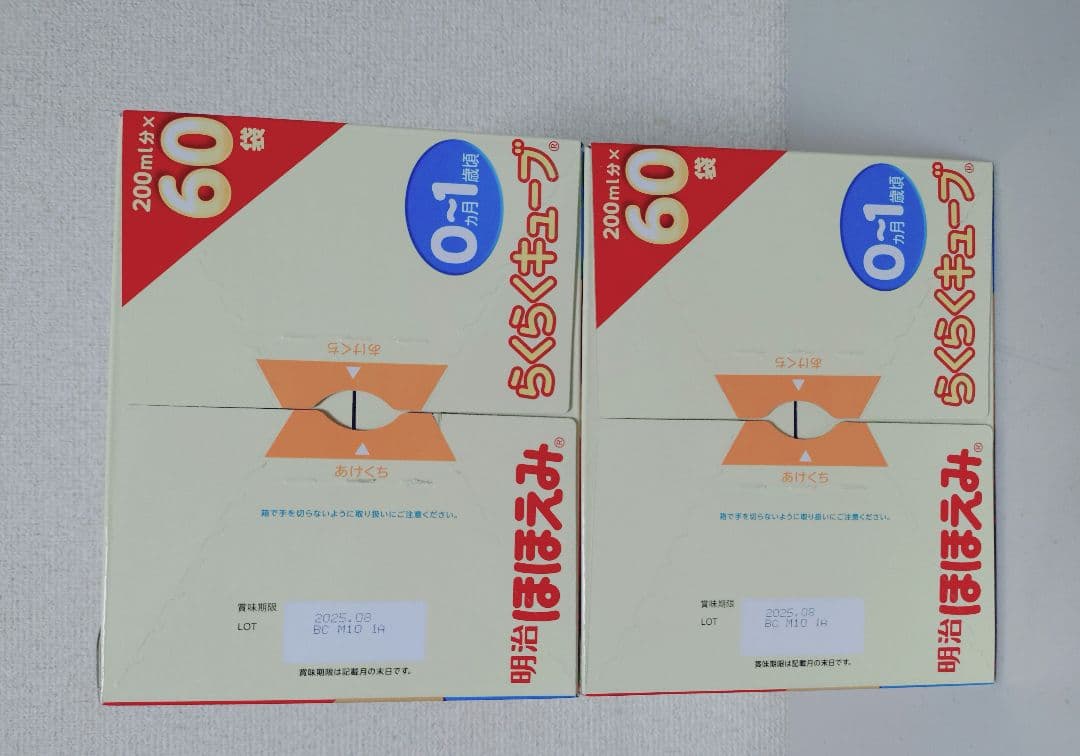 200ml分×
60袋
0ヵ月~1歳頃
明治ほほえみ®
らくらくキューブ®
あけくち
あけくち
箱で手を切らないように取り扱いにご注意ください。
賞味期限 2025.08
LOT BC M10 1A
賞味期限は記載月の末日です。
200ml分×
60袋
0ヵ月~1歳頃
明治ほほえみ®
らくらくキューブ®
あけくち
あけくち
箱で手を切らないように取り扱いにご注意ください。
賞味期限 2025.08
LOT BC M10 1A
賞味期限は記載月の末日です。